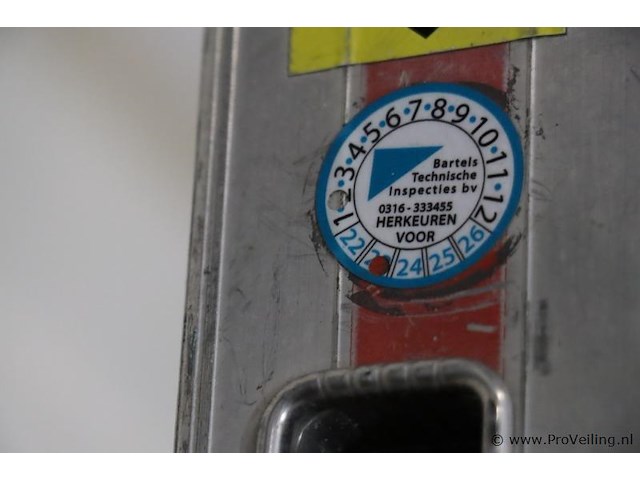 1 • 2 • 3 • 4 • 5 • 6 • 7 • 8 • 9 • 10 • 11 • 12
Bartels
Technische
Inspecties bv
0316 - 333455
HERKEUREN
VOOR
22 23 24 25 26
© www.ProVeiling.nl